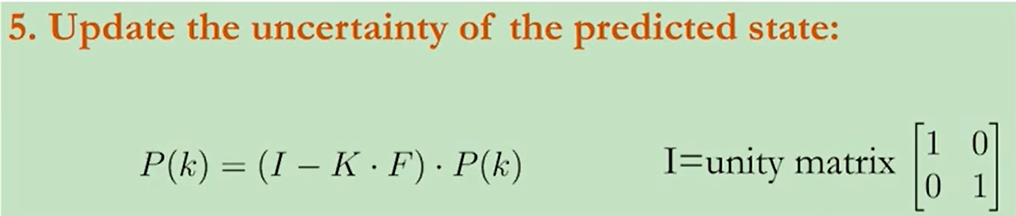 5. Update the uncertainty of the predicted state:
P(k) = (I − K · F) · P(k) I=unity matrix [1 0
0 1]